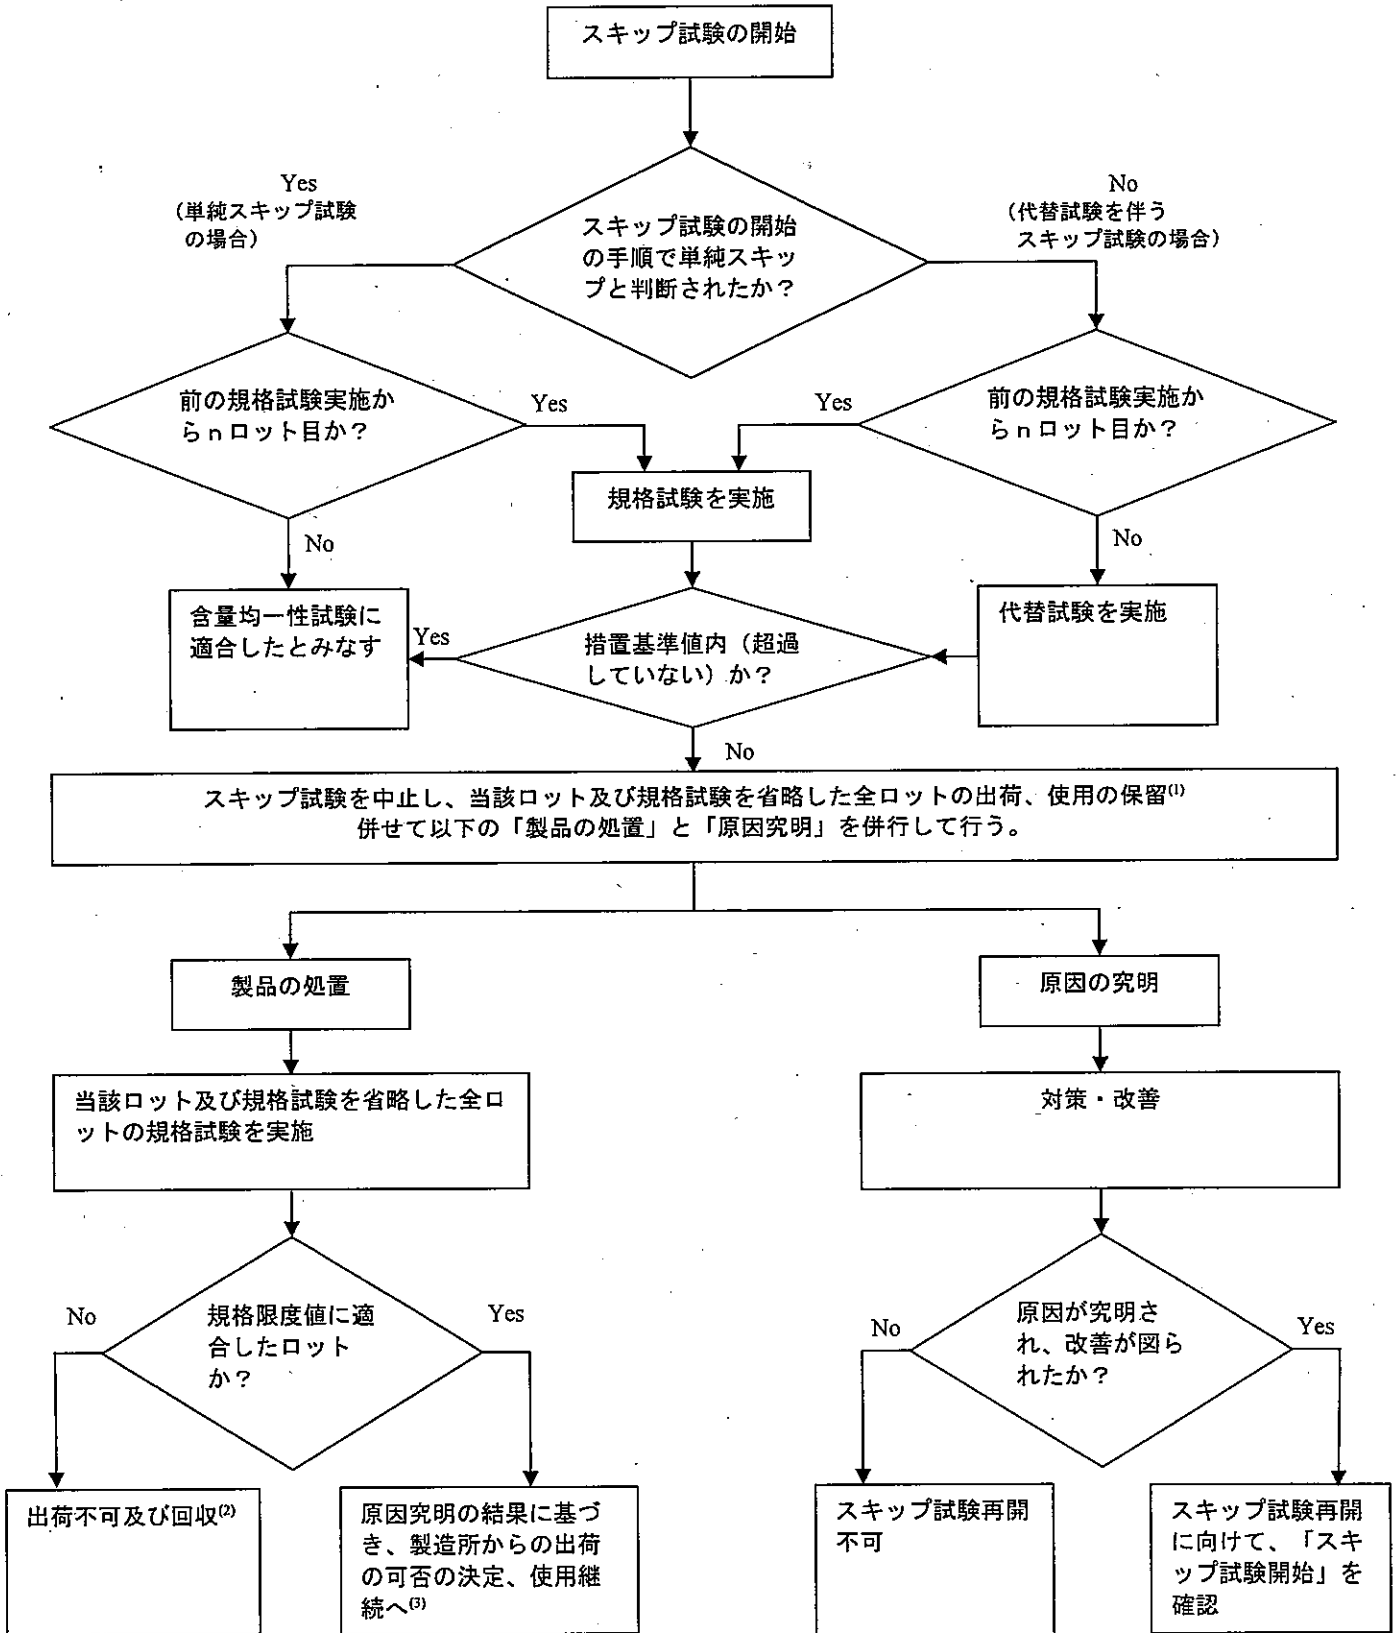 スキップ試験の開始
Yes
（単純スキップ試験
の場合）
No
（代替試験を伴う
スキップ試験の場合）
スキップ試験の開始
の手順で単純スキッ
プと判断されたか？
前の規格試験実施か
らｎロット目か？
Yes
Yes
前の規格試験実施か
らｎロット目か？
規格試験を実施
No
No
含量均一性試験に
適合したとみなす
Yes
措置基準値内（超過
していない）か？
代替試験を実施
No
スキップ試験を中止し、当該ロット及び規格試験を省略した全ロットの出荷、使用の保留(1)
併せて以下の「製品の処置」と「原因究明」を併行して行う。
製品の処置
原因の究明
当該ロット及び規格試験を省略した全ロ
ットの規格試験を実施
対策・改善
No
規格限度値に適
合したロット
か？
Yes
No
原因が究明さ
れ、改善が図ら
れたか？
Yes
出荷不可及び回収(2)
原因究明の結果に基づ
き、製造所からの出荷
の可否の決定、使用継
続へ(3)
スキップ試験再開
不可
スキップ試験再開
に向けて、「スキ
ップ試験開始」を
確認